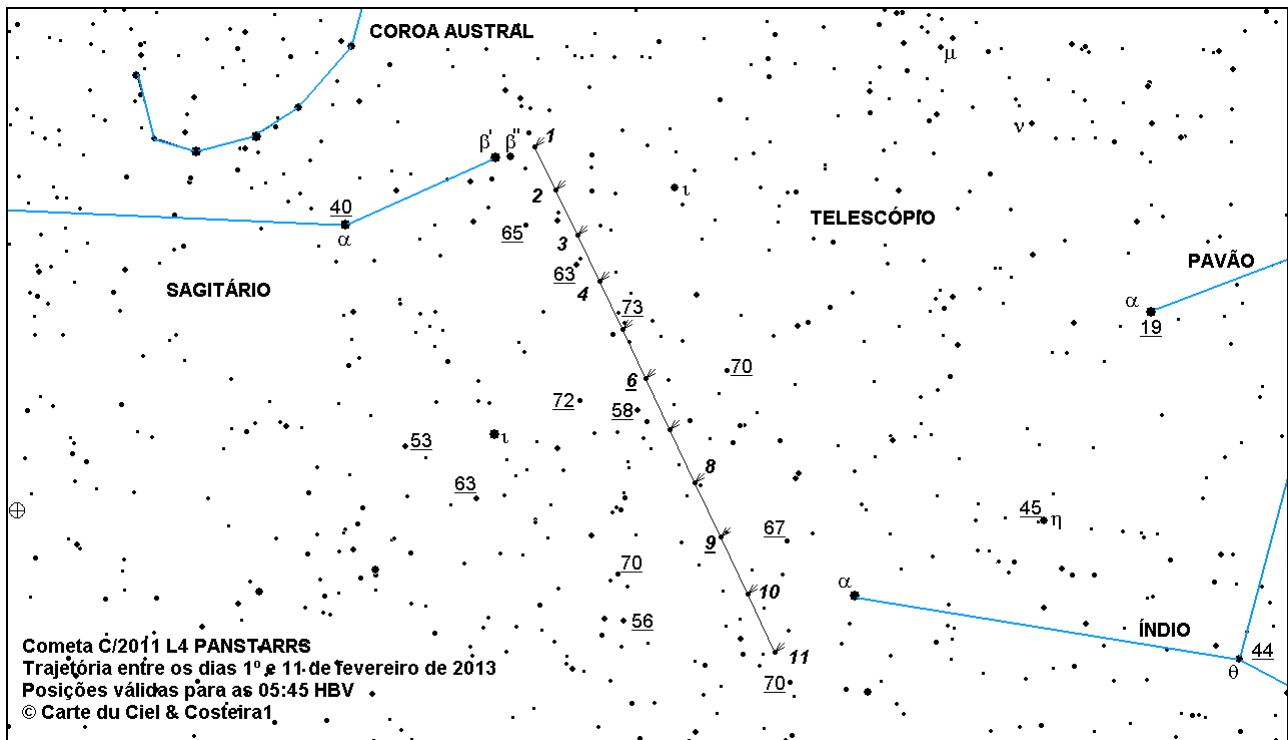 COROA AUSTRAL
μ
ν
β' β" 1
2
ι
40
α
65
3
TELESCÓPIO
63
4
SAGITÁRIO
PAVÃO
α
19
73
6
70
72
58
53
ι
63
8
45 η
67
9
70
10
α
56
ÍNDIO
44
θ
11
70
Cometa C/2011 L4 PANSTARRS
Trajetória entre os dias 1º e 11 de fevereiro de 2013
Posições válidas para as 05:45 HBV
© Carte du Ciel & Costeira1